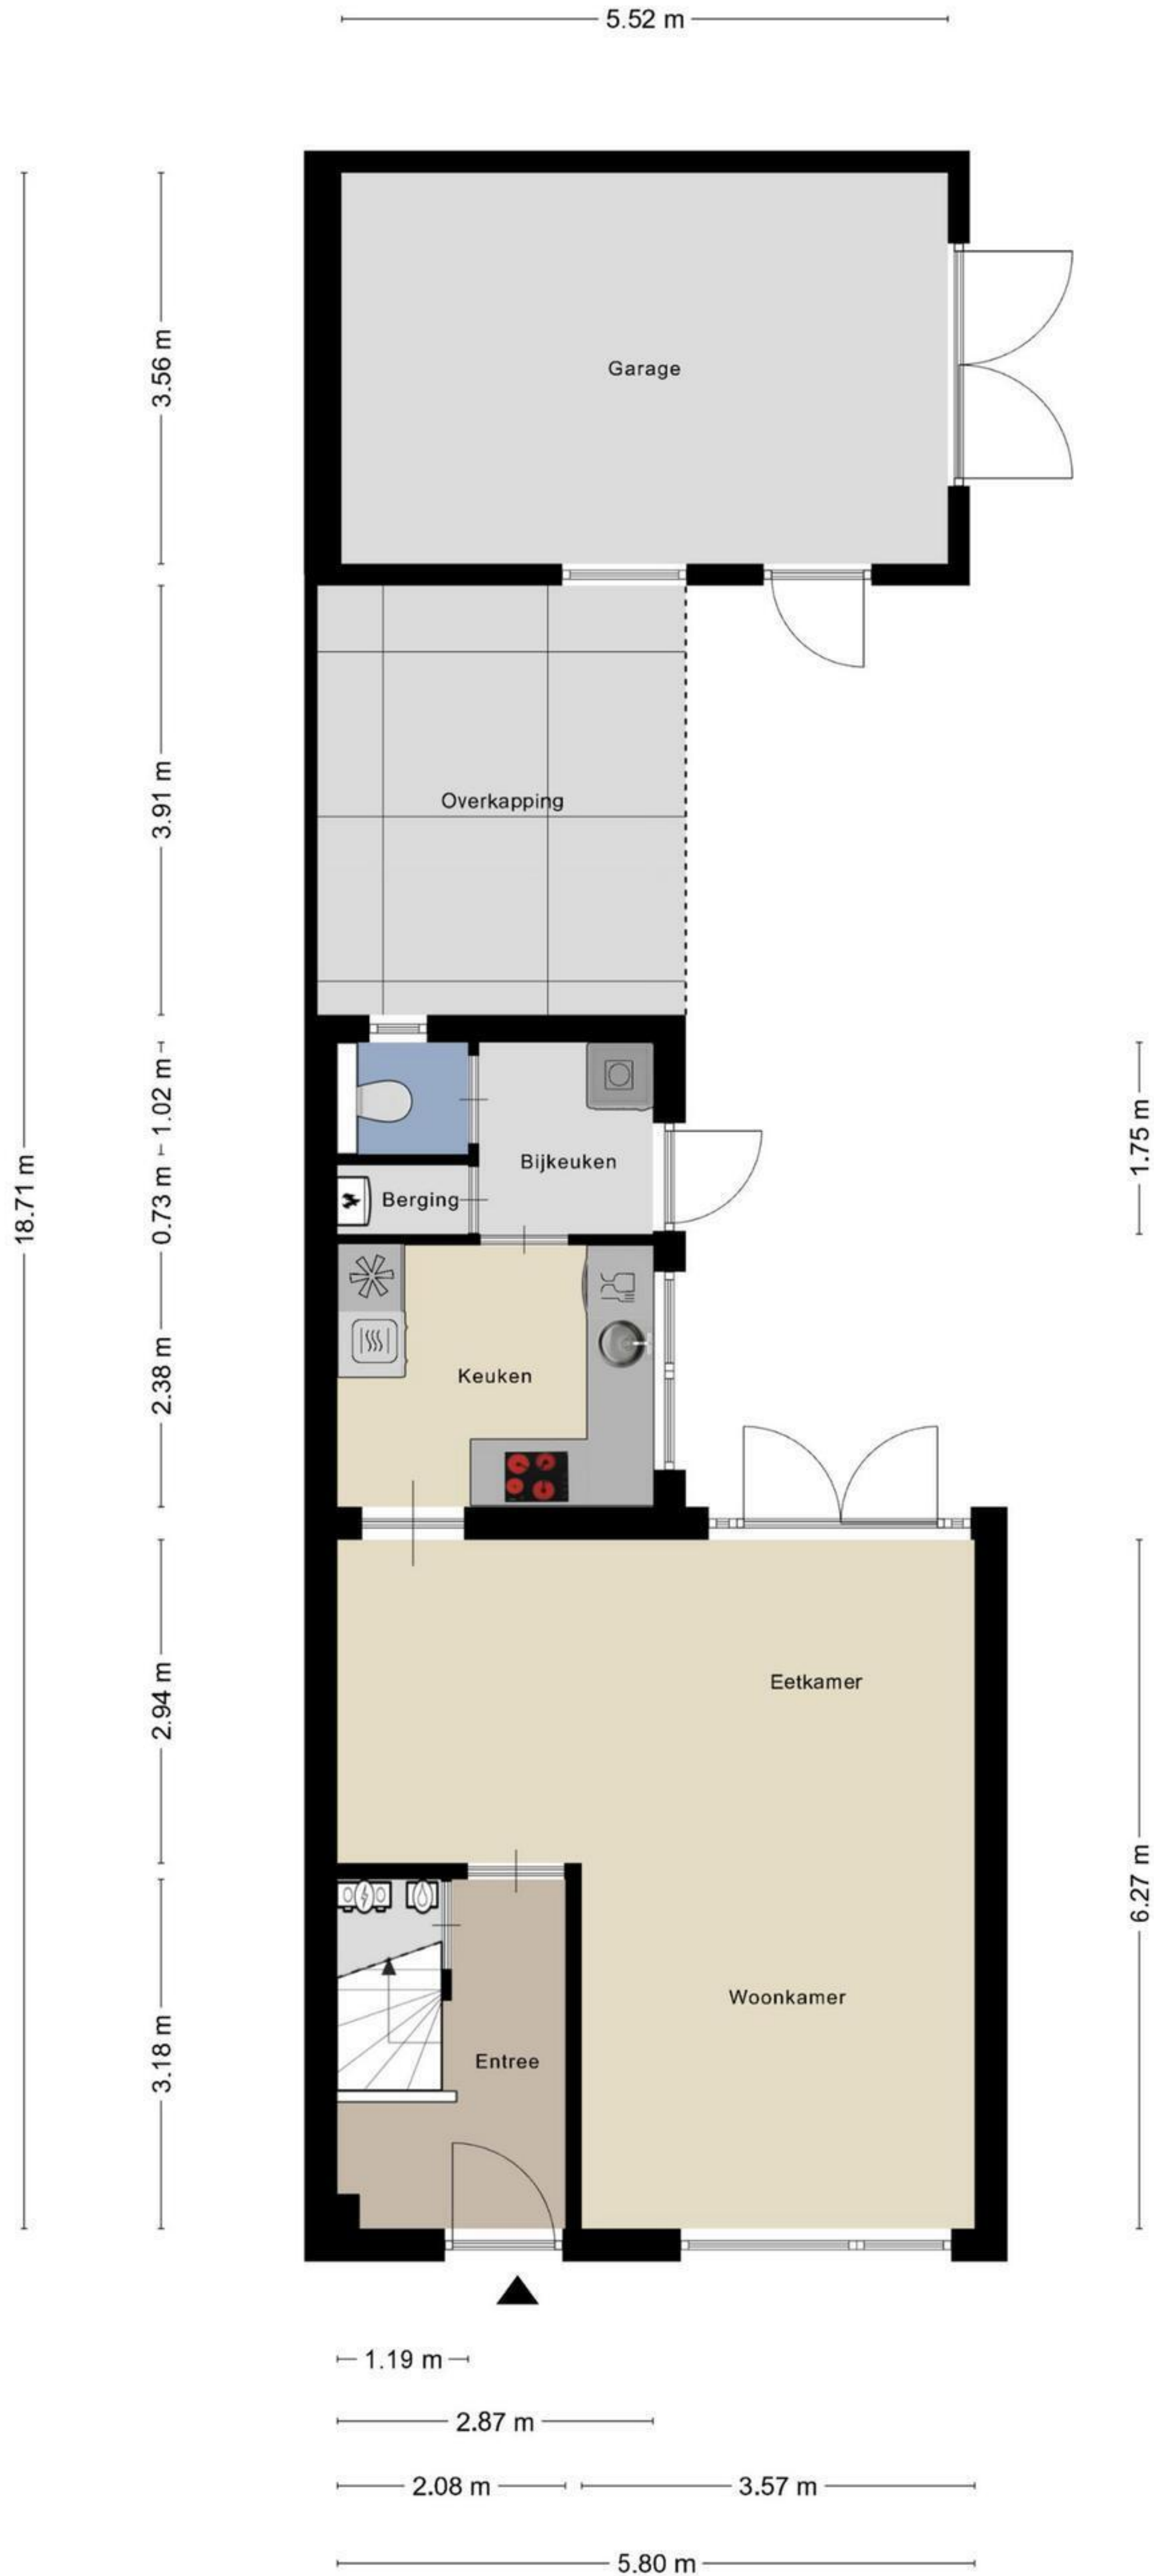 5.52 m
3.56 m
Garage
3.91 m
Overkapping
18.71 m
1.02 m
1.75 m
Bijkeuken
0.73 m
Berging
2.38 m
Keuken
2.94 m
Eetkamer
6.27 m
Woonkamer
3.18 m
Entree
1.19 m
2.87 m
2.08 m
3.57 m
5.80 m